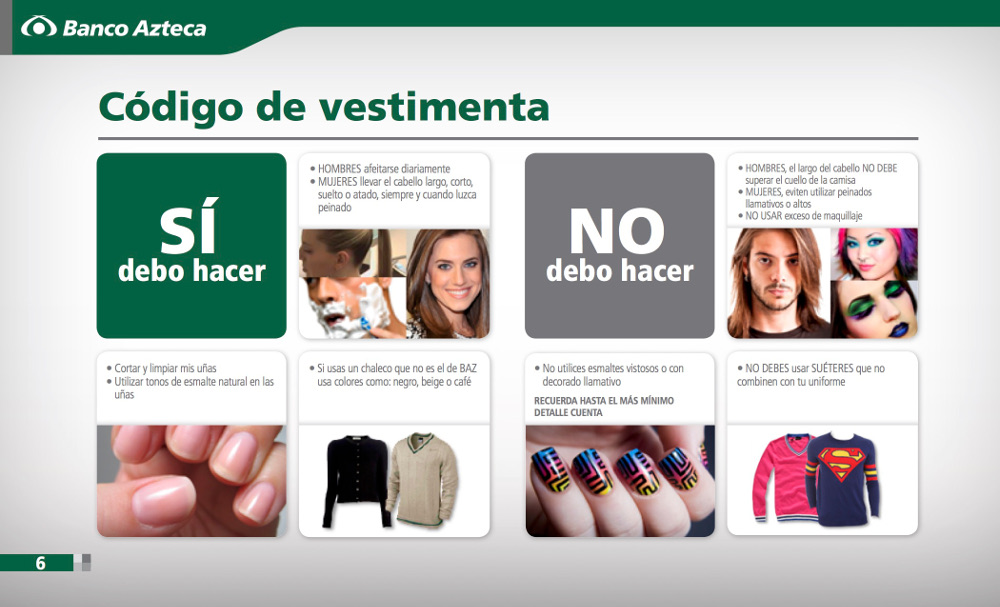 Banco Azteca
Código de vestimenta
SÍ
debo hacer
• HOMBRES afeitarse diariamente
• MUJERES llevar el cabello largo, corto,
suelto o atado, siempre y cuando luzca
peinado
NO
debo hacer
• HOMBRES, el largo del cabello NO DEBE
superar el cuello de la camisa
• MUJERES, eviten utilizar peinados
llamativos o altos
• NO USAR exceso de maquillaje
• Cortar y limpiar mis uñas
• Utilizar tonos de esmalte natural en las
uñas
• Si usas un chaleco que no es el de BAZ
usa colores como: negro, beige o café
• No utilices esmaltes vistosos o con
decorado llamativo
RECUERDA HASTA EL MÁS MÍNIMO
DETALLE CUENTA
• NO DEBES usar SUÉTERES que no
combinen con tu uniforme
S
6